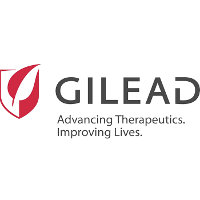 GILEAD
Advancing Therapeutics.
Improving Lives.